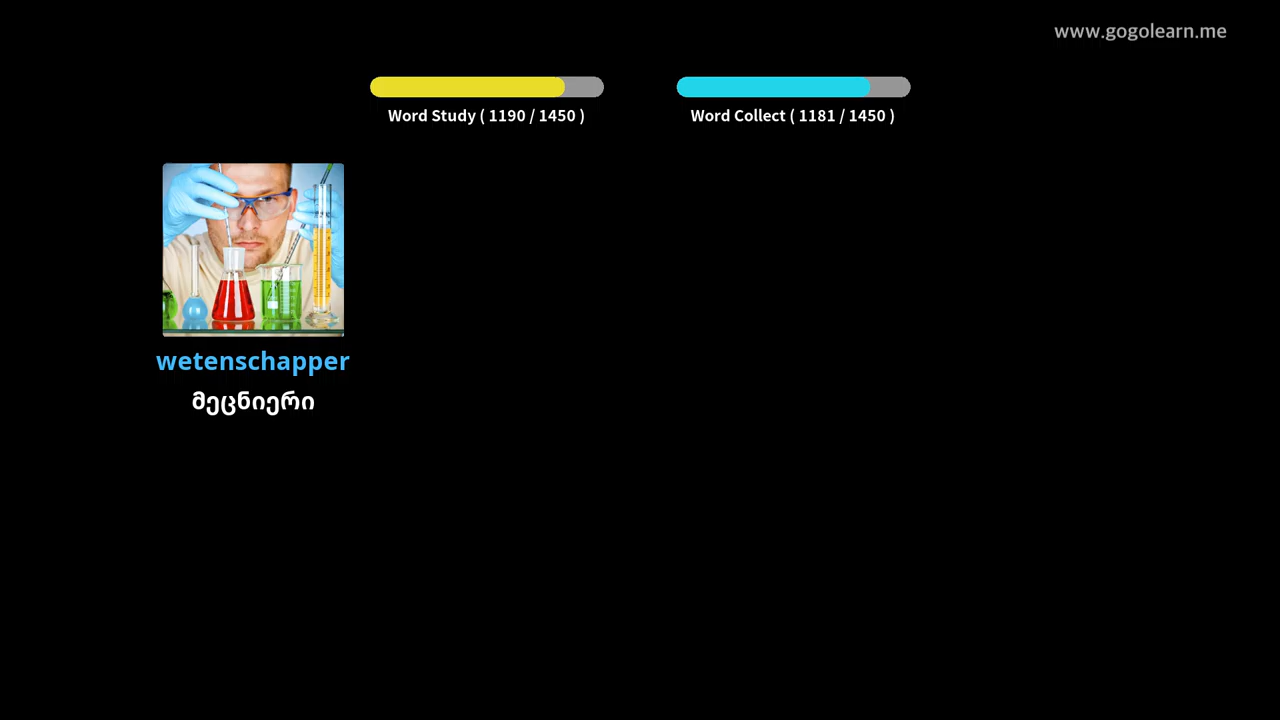 www.gogolearn.me
Word Study ( 1190 / 1450 )
Word Collect ( 1181 / 1450 )
wetenschapper
მეცნიერი